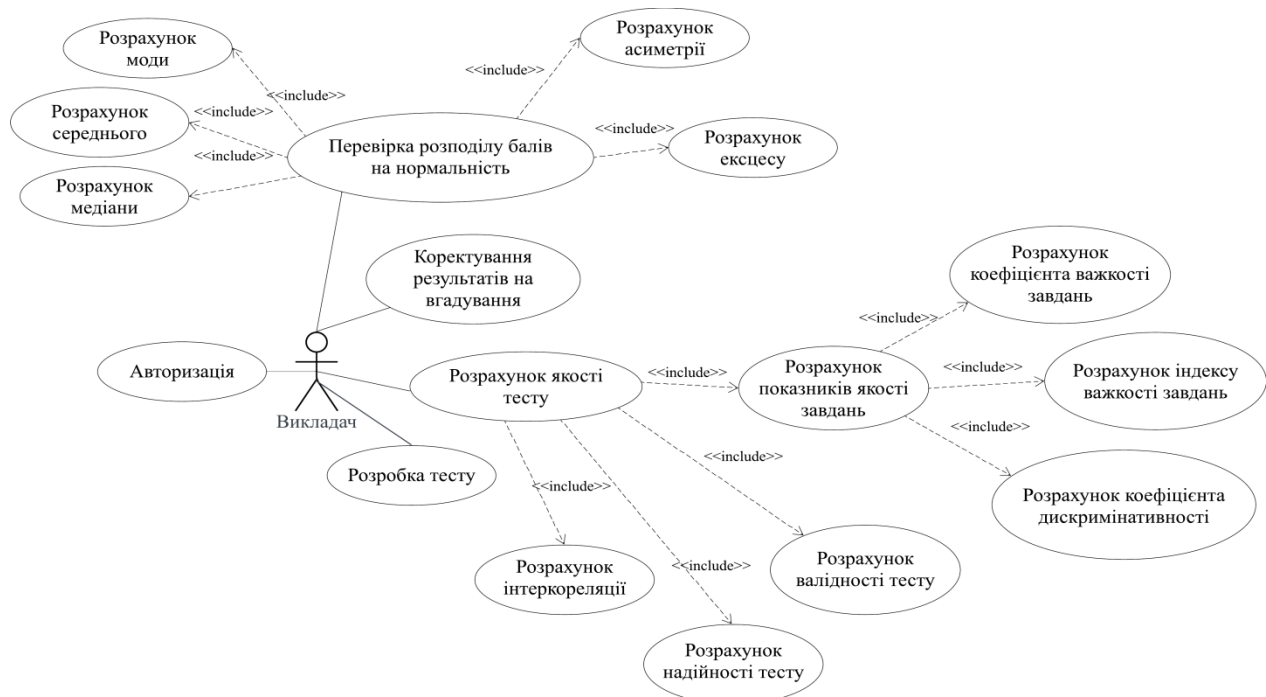 Розрахунок
моди
<<include>>
Розрахунок
асиметрії
<<include>>
Розрахунок
середнього
<<include>>
Перевірка розподілу балів
на нормальність
<<include>>
Розрахунок
ексцесу
<<include>>
Розрахунок
медіани
Коректування
результатів на
вгадування
Розрахунок
коефіцієнта важкості
завдань
<<include>>
Авторизація
Викладач
Розрахунок якості
тесту
<<include>>
Розрахунок
показників якості
завдань
<<include>>
Розрахунок індексу
важкості завдань
<<include>>
Розробка тесту
<<include>>
<<include>>
Розрахунок коефіцієнта
дискримінативності
Розрахунок
інтеркореляції
<<include>>
Розрахунок
валідності тесту
Розрахунок
надійності тесту